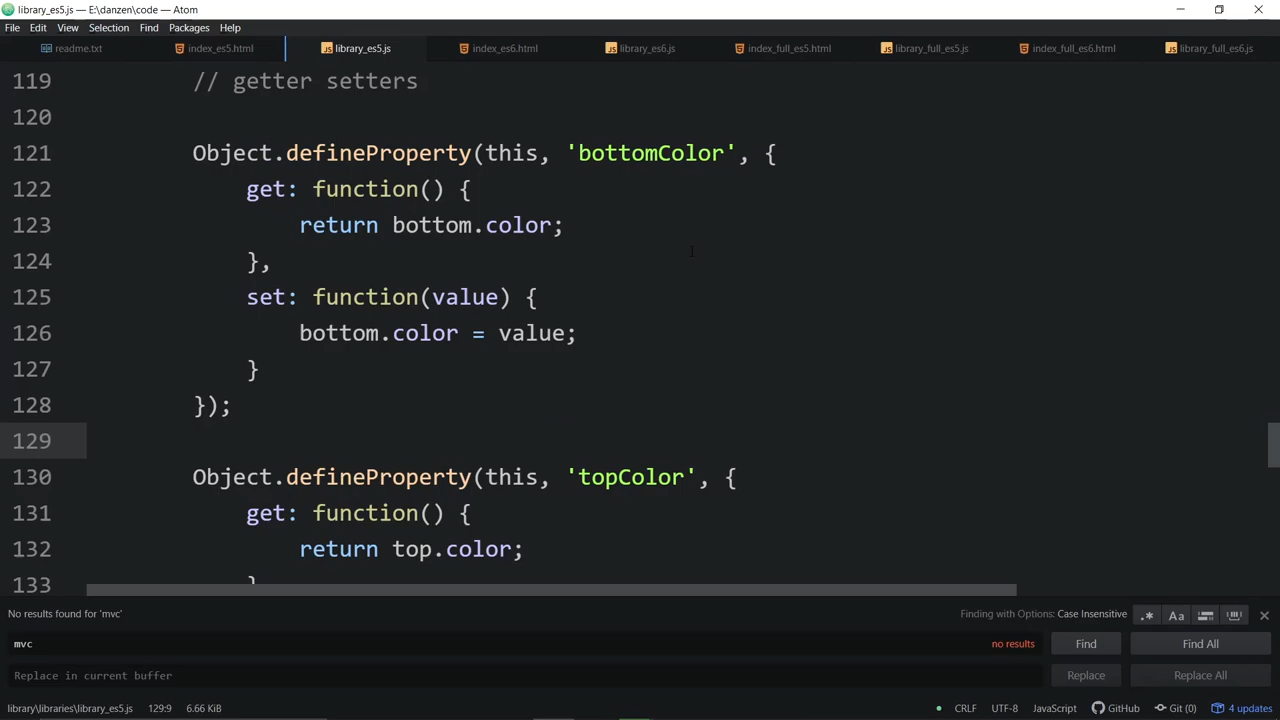 library_es5.js — E:\danzen\code — Atom
File Edit View Selection Find Packages Help
readme.txt index_es5.html library_es5.js index_es6.html library_es6.js index_full_es5.html library_full_es5.js index_full_es6.html library_full_es6.js
119 // getter setters
120
121 Object.defineProperty(this, 'bottomColor', {
122 get: function() {
123 return bottom.color;
124 },
125 set: function(value) {
126 bottom.color = value;
127 }
128 });
129
130 Object.defineProperty(this, 'topColor', {
131 get: function() {
132 return top.color;
133 }
No results found for 'mvc'
Finding with Options: Case Insensitive .* Aa
mvc no results Find Find All
Replace in current buffer Replace Replace All
library\libraries\library_es5.js 129:9 6.66 KiB CRLF UTF-8 JavaScript GitHub Git (0) 4 updates